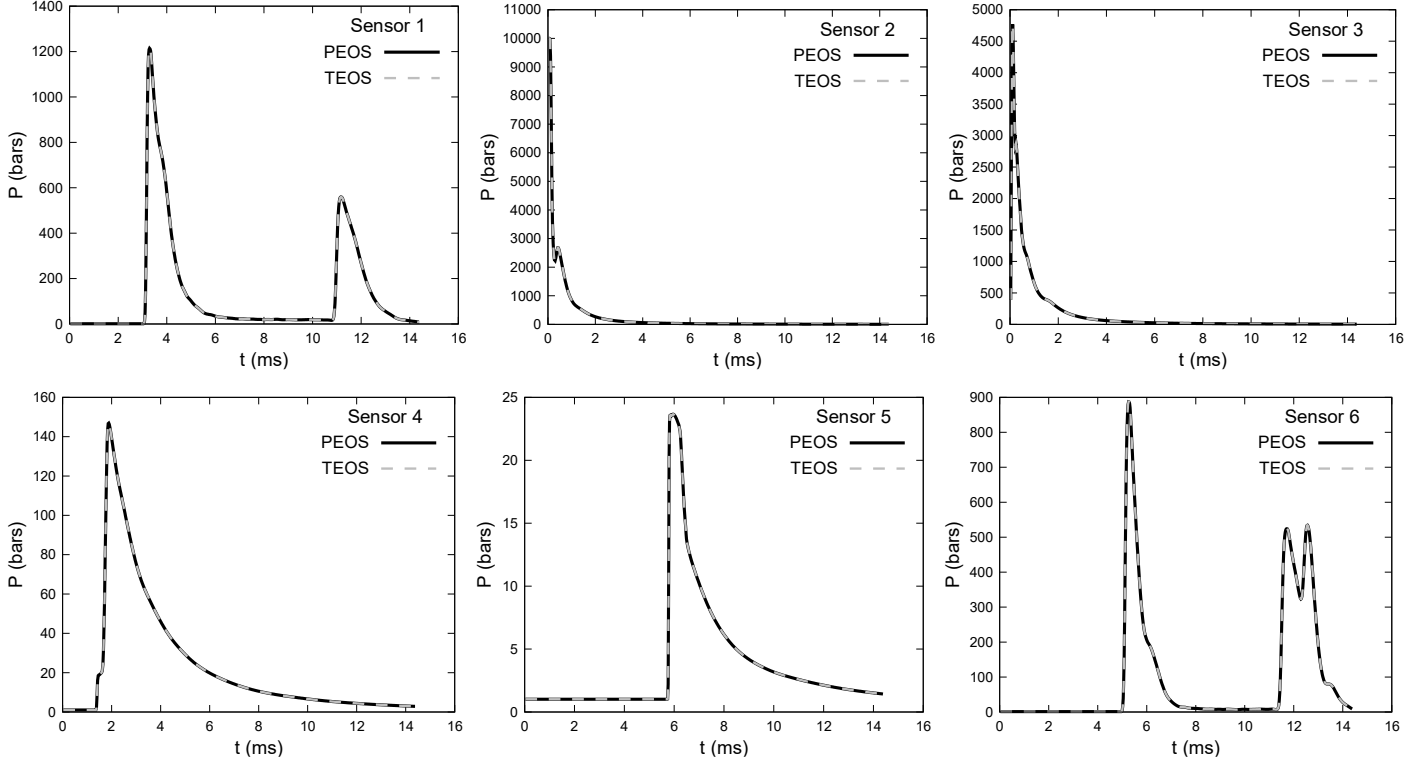 Sensor 1
PEOS
TEOS
P (bars)
1400
1200
1000
800
600
400
200
0
0 2 4 6 8 10 12 14 16
t (ms)
Sensor 2
PEOS
TEOS
P (bars)
11000
10000
9000
8000
7000
6000
5000
4000
3000
2000
1000
0
0 2 4 6 8 10 12 14 16
t (ms)
Sensor 3
PEOS
TEOS
P (bars)
5000
4500
4000
3500
3000
2500
2000
1500
1000
500
0
0 2 4 6 8 10 12 14 16
t (ms)
Sensor 4
PEOS
TEOS
P (bars)
160
140
120
100
80
60
40
20
0
0 2 4 6 8 10 12 14 16
t (ms)
Sensor 5
PEOS
TEOS
P (bars)
25
20
15
10
5
0
0 2 4 6 8 10 12 14 16
t (ms)
Sensor 6
PEOS
TEOS
P (bars)
900
800
700
600
500
400
300
200
100
0
0 2 4 6 8 10 12 14 16
t (ms)